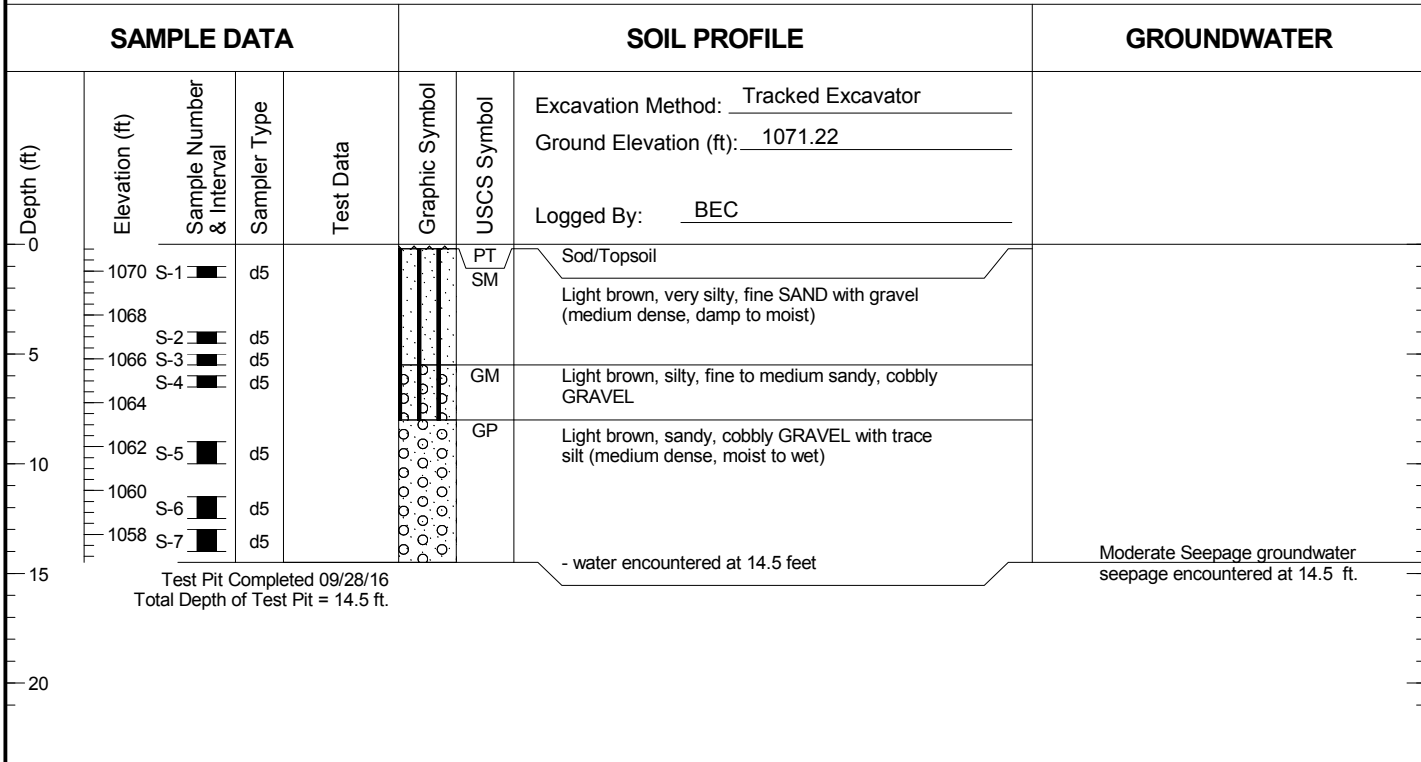 SAMPLE DATA
SOIL PROFILE
GROUNDWATER
Depth (ft)
Elevation (ft)
Sample Number
& Interval
Sampler Type
Test Data
Graphic Symbol
USCS Symbol
Excavation Method: Tracked Excavator
Ground Elevation (ft): 1071.22
Logged By: BEC
0
PT
Sod/Topsoil
1070 S-1 d5
SM
Light brown, very silty, fine SAND with gravel
(medium dense, damp to moist)
1068
S-2 d5
5
1066 S-3 d5
S-4 d5
GM
Light brown, silty, fine to medium sandy, cobbly
GRAVEL
1064
GP
Light brown, sandy, cobbly GRAVEL with trace
silt (medium dense, moist to wet)
1062 S-5 d5
10
1060
S-6 d5
1058 S-7 d5
- water encountered at 14.5 feet
Moderate Seepage groundwater
seepage encountered at 14.5 ft.
15
Test Pit Completed 09/28/16
Total Depth of Test Pit = 14.5 ft.
20